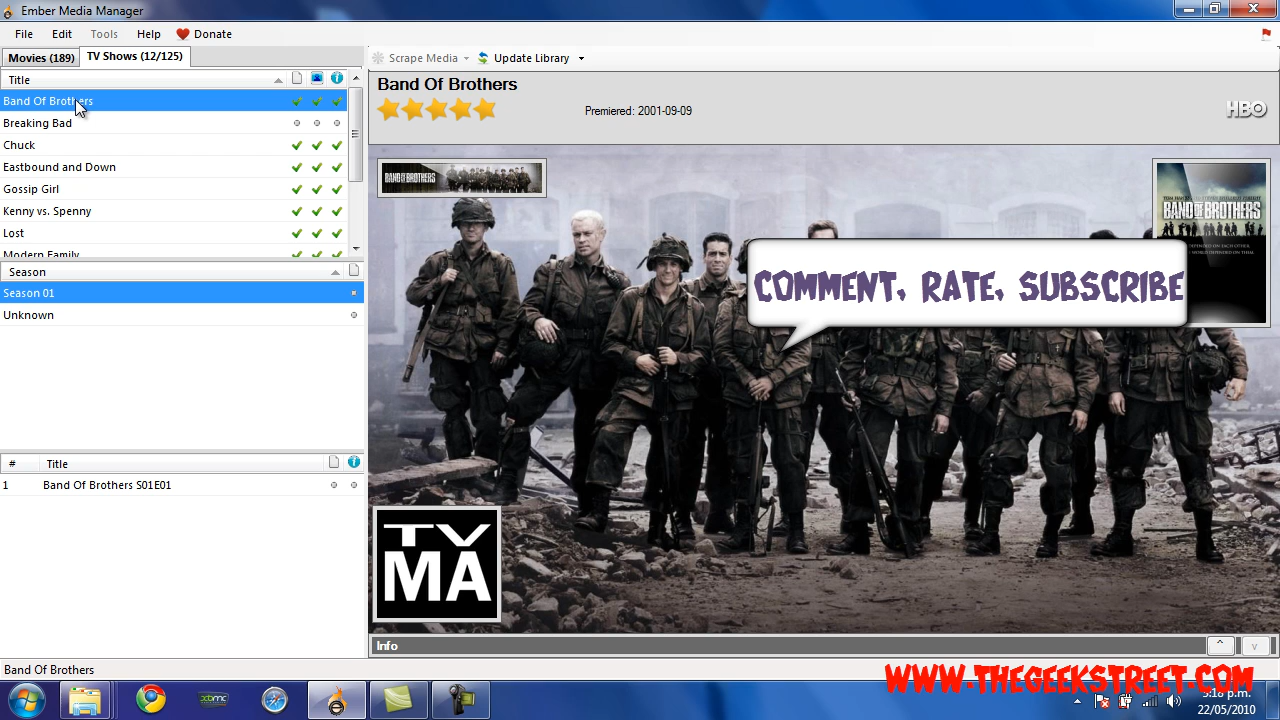 Ember Media Manager
File Edit Tools Help Donate
Movies (189) TV Shows (12/125)
Scrape Media Update Library
Title
Band Of Brothers
Breaking Bad
Chuck
Eastbound and Down
Gossip Girl
Kenny vs. Spenny
Lost
Modern Family
Season
Season 01
Unknown
# Title
1 Band Of Brothers S01E01
Band Of Brothers
Premiered: 2001-09-09
HBO
BAND OF BROTHERS
BAND OF BROTHERS
COMMENT, RATE, SUBSCRIBE
TV
MA
Info
Band Of Brothers
WWW.THEGEEKSTREET.COM
xbmc
5:18 p.m.
22/05/2010